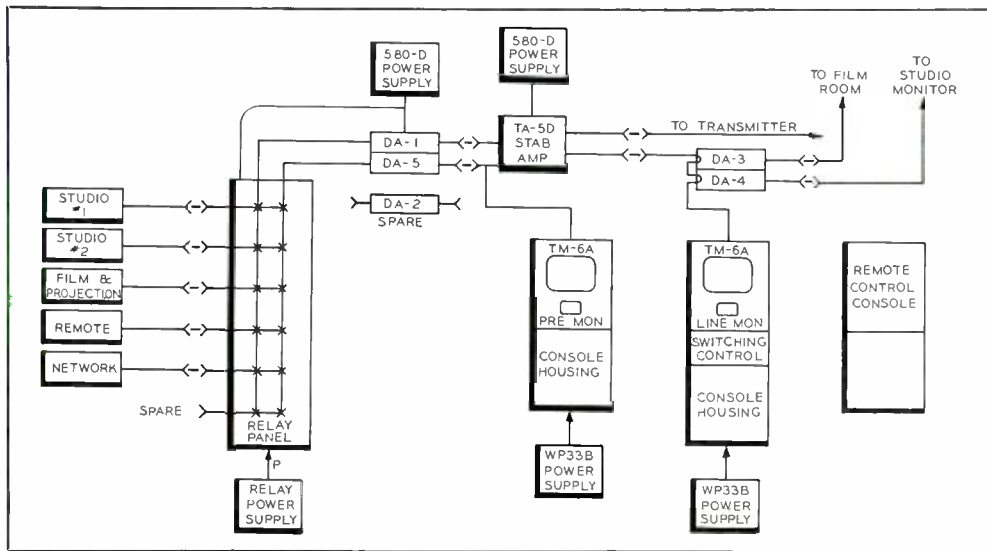 580-D
POWER
SUPPLY
580-D
POWER
SUPPLY
TO FILM
ROOM
TO
STUDIO
MONITOR
DA-1
DA-5
TA-5D
STAB
AMP
TO TRANSMITTER
DA-3
DA-4
DA-2
SPARE
STUDIO
#1
STUDIO
#2
FILM &
PROJECTION
REMOTE
NETWORK
SPARE
RELAY
PANEL
P
RELAY
POWER
SUPPLY
TM-6A
PRE MON
CONSOLE
HOUSING
WP33B
POWER
SUPPLY
TM-6A
LINE MON
SWITCHING
CONTROL
CONSOLE
HOUSING
WP33B
POWER
SUPPLY
REMOTE
CONTROL
CONSOLE